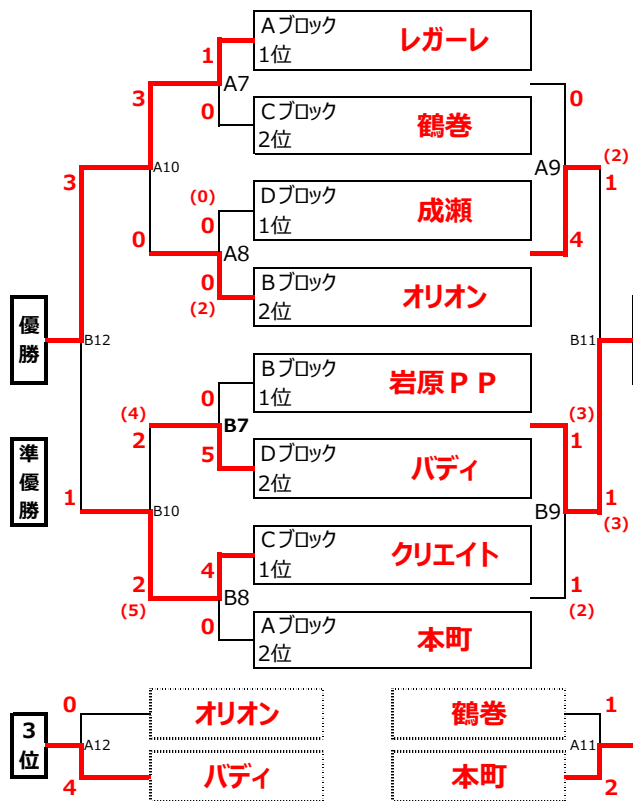 Aブロック
1位
レガーレ
1
A7
3
0
0
Cブロック
2位
鶴巻
A10
A9
(2)
3
1
(0)
Dブロック
1位
成瀬
0
0
4
A8
0
Bブロック
2位
オリオン
(2)
優勝
B12
B11
Bブロック
1位
岩原PP
0
(4)
(3)
B7
2
1
5
Dブロック
2位
バディ
準優勝
1
1
B10
B9
(3)
Cブロック
1位
クリエイト
4
2
1
B8
(5)
(2)
0
Aブロック
2位
本町
0
オリオン
鶴巻
1
3位
A12
A11
4
バディ
本町
2